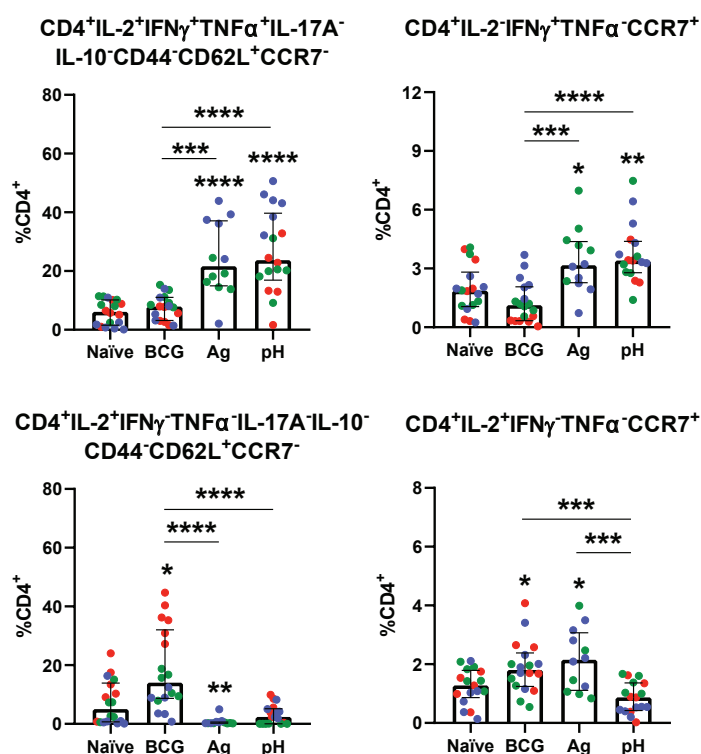 CD4⁺IL-2⁺IFNγ⁺TNFα⁺IL-17A⁻
IL-10⁻CD44⁻CD62L⁺CCR7⁻
80
60
40
20
0
%CD4⁺
****
***
****
****
Naïve BCG Ag pH
CD4⁺IL-2⁻IFNγ⁺TNFα⁻CCR7⁺
12
9
6
3
0
%CD4⁺
****
***
*
**
Naïve BCG Ag pH
CD4⁺IL-2⁺IFNγ⁻TNFα⁻IL-17A⁻IL-10⁻
CD44⁻CD62L⁺CCR7⁻
80
60
40
20
0
%CD4⁺
****
****
*
**
Naïve BCG Ag pH
CD4⁺IL-2⁺IFNγ⁻TNFα⁻CCR7⁺
8
6
4
2
0
%CD4⁺
***
***
*
*
Naïve BCG Ag pH